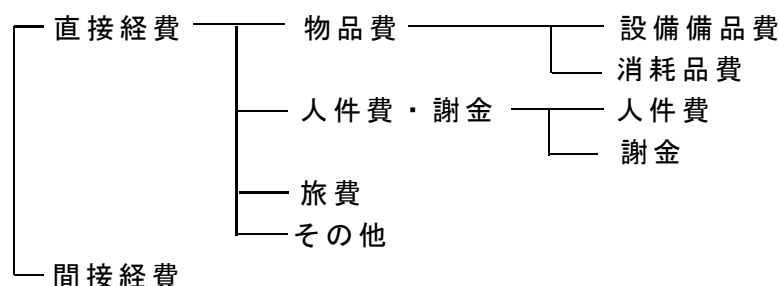 直接経費 物品費 設備備品費
消耗品費
人件費・謝金 人件費
謝金
旅費
その他
間接経費